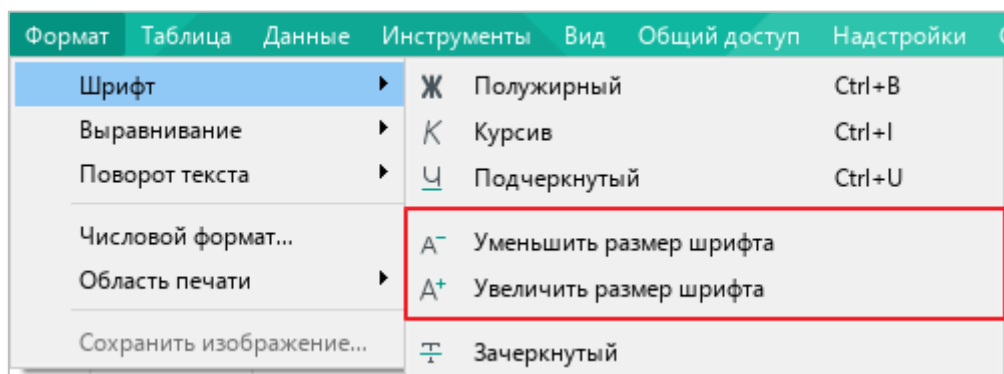 Формат Таблица Данные Инструменты Вид Общий доступ Надстройки
Шрифт
Выравнивание
Поворот текста
Числовой формат...
Область печати
Сохранить изображение...
Ж Полужирный Ctrl+B
К Курсив Ctrl+I
Ч Подчеркнутый Ctrl+U
A− Уменьшить размер шрифта
A+ Увеличить размер шрифта
Т Зачеркнутый